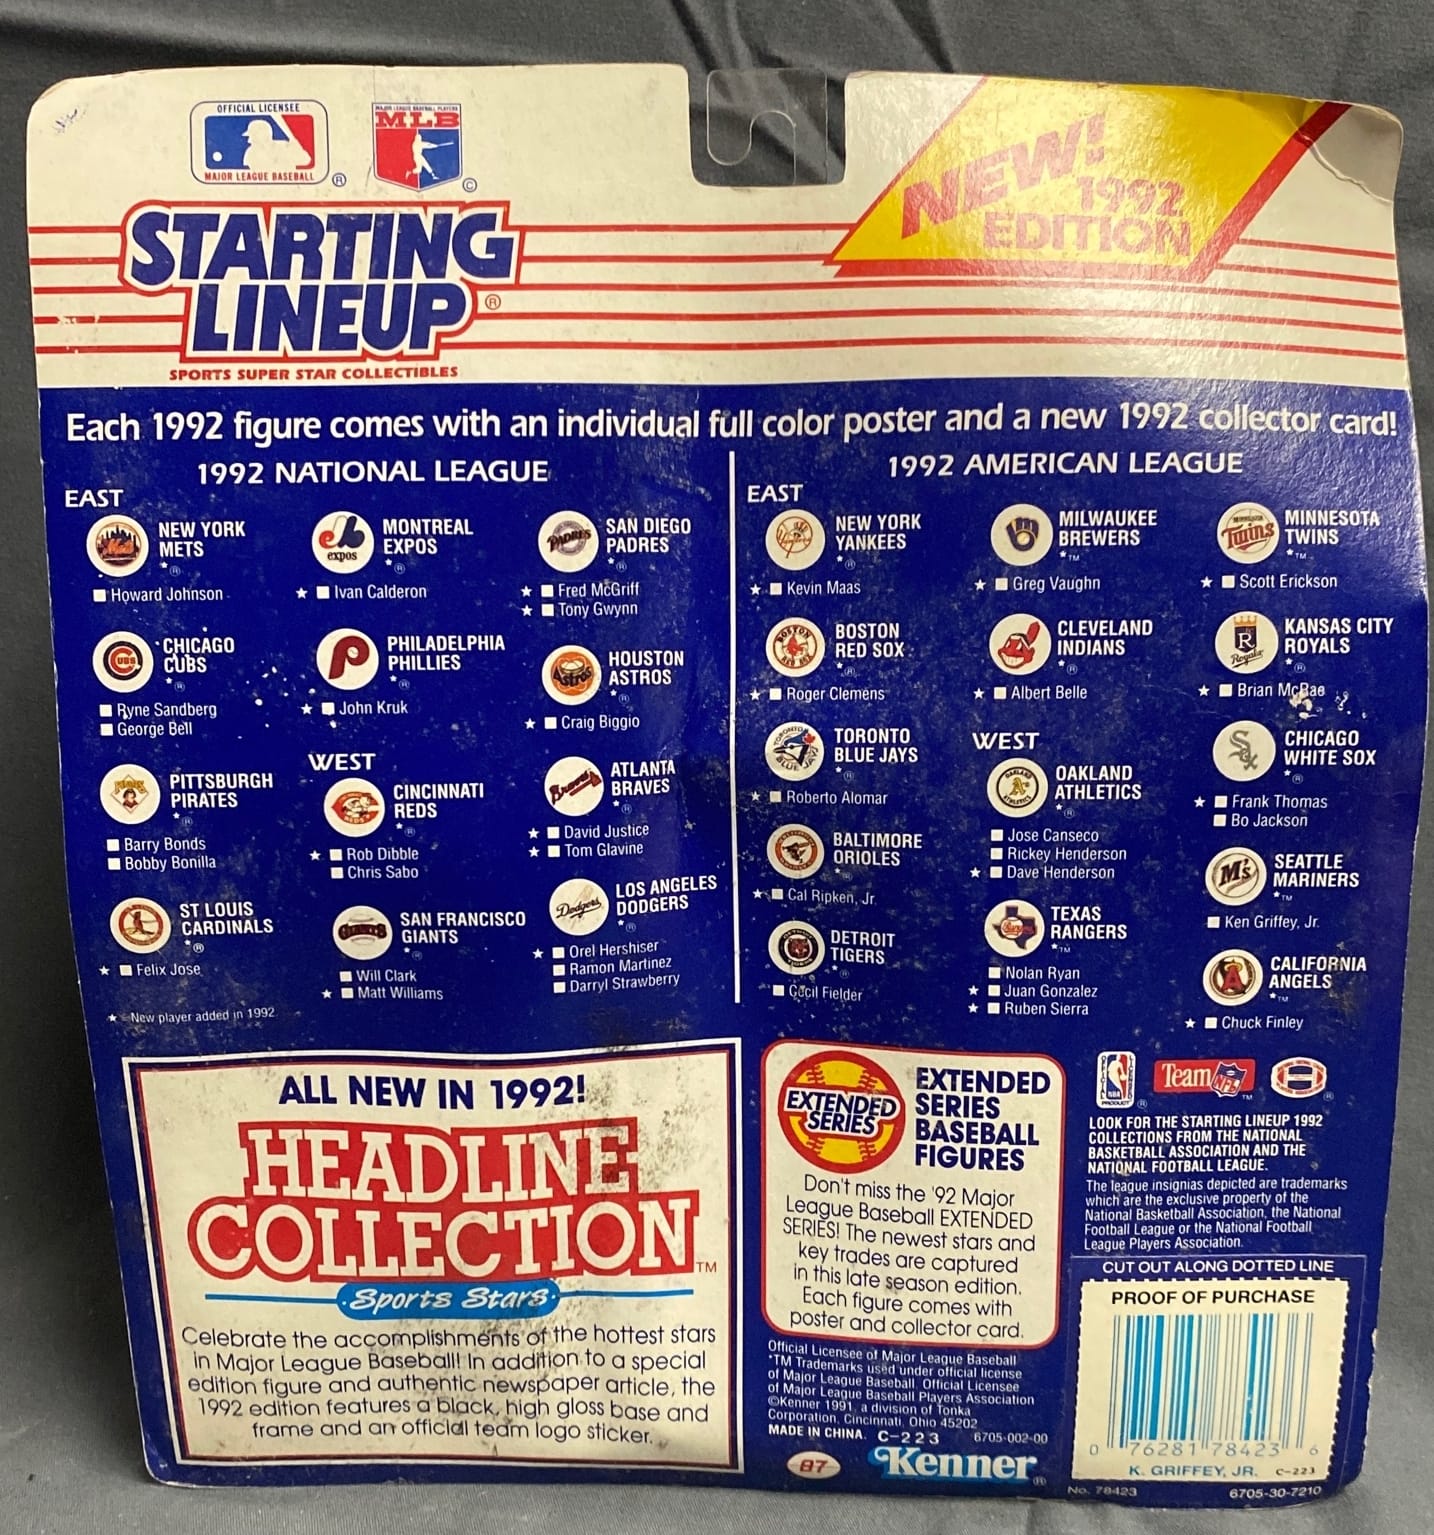 OFFICIAL LICENSEE
MAJOR LEAGUE BASEBALL
®
MAJOR LEAGUE BASEBALL PLAYERS
MLB
©
NEW!
1992
EDITION
STARTING
LINEUP®
SPORTS SUPER STAR COLLECTIBLES
Each 1992 figure comes with an individual full color poster and a new 1992 collector card!
1992 NATIONAL LEAGUE
EAST
NEW YORK
METS
*®
Howard Johnson
CHICAGO
CUBS
*®
Ryne Sandberg
George Bell
PITTSBURGH
PIRATES
*®
Barry Bonds
Bobby Bonilla
ST LOUIS
CARDINALS
*®
★ Felix Jose
★ New player added in 1992
MONTREAL
EXPOS
*®
expos
★ Ivan Calderon
PHILADELPHIA
PHILLIES
*®
★ John Kruk
WEST
CINCINNATI
REDS
*®
★ Rob Dibble
Chris Sabo
SAN FRANCISCO
GIANTS
*®
Will Clark
★ Matt Williams
SAN DIEGO
PADRES
*®
★ Fred McGriff
★ Tony Gwynn
HOUSTON
ASTROS
*®
★ Craig Biggio
ATLANTA
BRAVES
*®
★ David Justice
★ Tom Glavine
LOS ANGELES
DODGERS
*®
★ Orel Hershiser
Ramon Martinez
Darryl Strawberry
1992 AMERICAN LEAGUE
EAST
NEW YORK
YANKEES
*®
★ Kevin Maas
BOSTON
RED SOX
*®
★ Roger Clemens
TORONTO
BLUE JAYS
*®
★ Roberto Alomar
BALTIMORE
ORIOLES
*®
★ Cal Ripken, Jr.
DETROIT
TIGERS
*®
Cecil Fielder
MILWAUKEE
BREWERS
*TM
★ Greg Vaughn
CLEVELAND
INDIANS
*®
★ Albert Belle
WEST
OAKLAND
ATHLETICS
*®
Jose Canseco
Rickey Henderson
★ Dave Henderson
TEXAS
RANGERS
*TM
Nolan Ryan
★ Juan Gonzalez
★ Ruben Sierra
MINNESOTA
TWINS
*TM
★ Scott Erickson
KANSAS CITY
ROYALS
*®
★ Brian McRae
CHICAGO
WHITE SOX
*®
★ Frank Thomas
Bo Jackson
SEATTLE
MARINERS
*TM
Ken Griffey, Jr.
CALIFORNIA
ANGELS
*TM
★ Chuck Finley
ALL NEW IN 1992!
HEADLINE
COLLECTION™
Sports Stars
Celebrate the accomplishments of the hottest stars
in Major League Baseball! In addition to a special
edition figure and authentic newspaper article, the
1992 edition features a black, high gloss base and
frame and an official team logo sticker.
EXTENDED
SERIES
EXTENDED
SERIES
BASEBALL
FIGURES
Don't miss the '92 Major
League Baseball EXTENDED
SERIES! The newest stars and
key trades are captured
in this late season edition.
Each figure comes with
poster and collector card.
Official Licensee of Major League Baseball
*TM Trademarks used under official license
of Major League Baseball. Official Licensee
of Major League Baseball Players Association
©Kenner 1991, a division of Tonka
Corporation, Cincinnati, Ohio 45202
MADE IN CHINA. C-223 6705-002-00
87 Kenner®
OFFICIAL NBA PRODUCT
Team NFL TM
LOOK FOR THE STARTING LINEUP 1992
COLLECTIONS FROM THE NATIONAL
BASKETBALL ASSOCIATION AND THE
NATIONAL FOOTBALL LEAGUE.
The league insignias depicted are trademarks
which are the exclusive property of the
National Basketball Association, the National
Football League or the National Football
League Players Association.
CUT OUT ALONG DOTTED LINE
PROOF OF PURCHASE
0 76281 78423 6
K. GRIFFEY, JR. C-223
No. 78423 6705-30-7210